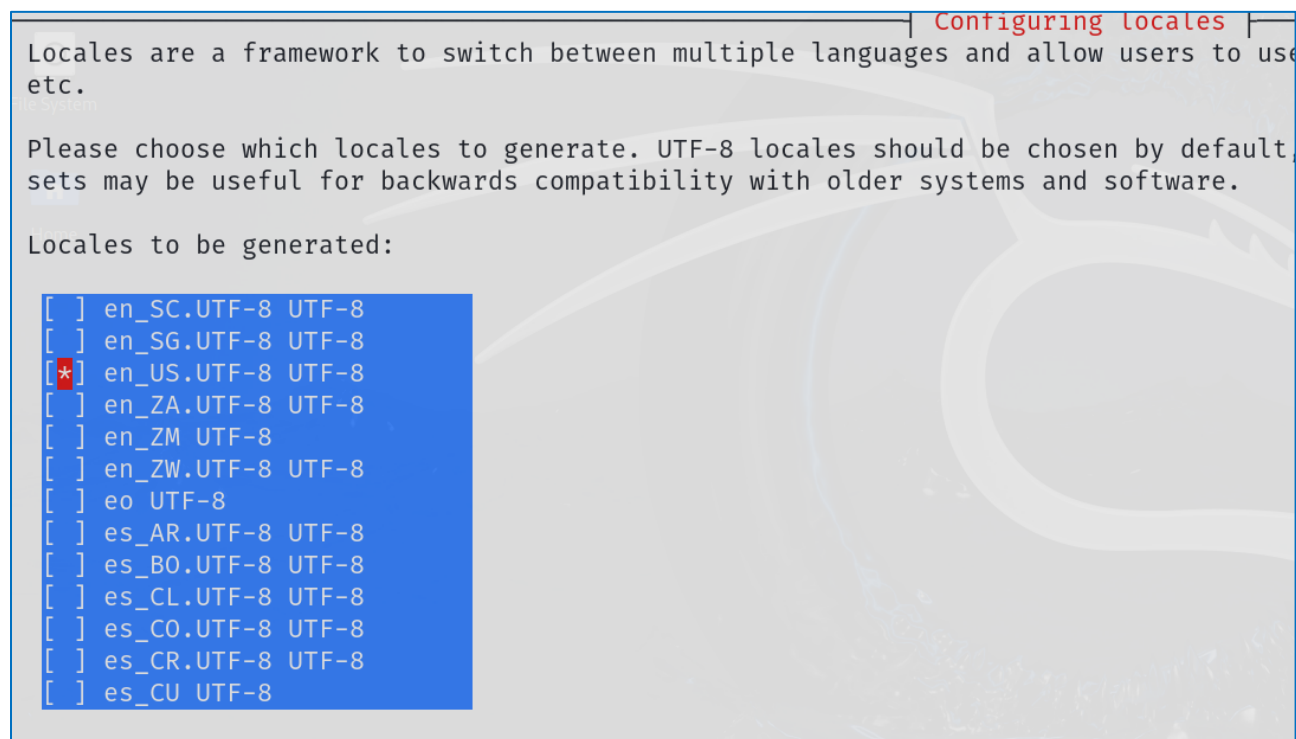 Configuring locales
Locales are a framework to switch between multiple languages and allow users to use
etc.
File System
Please choose which locales to generate. UTF-8 locales should be chosen by default,
sets may be useful for backwards compatibility with older systems and software.
Home
Locales to be generated:
[ ] en_SC.UTF-8 UTF-8
[ ] en_SG.UTF-8 UTF-8
[*] en_US.UTF-8 UTF-8
[ ] en_ZA.UTF-8 UTF-8
[ ] en_ZM UTF-8
[ ] en_ZW.UTF-8 UTF-8
[ ] eo UTF-8
[ ] es_AR.UTF-8 UTF-8
[ ] es_BO.UTF-8 UTF-8
[ ] es_CL.UTF-8 UTF-8
[ ] es_CO.UTF-8 UTF-8
[ ] es_CR.UTF-8 UTF-8
[ ] es_CU UTF-8